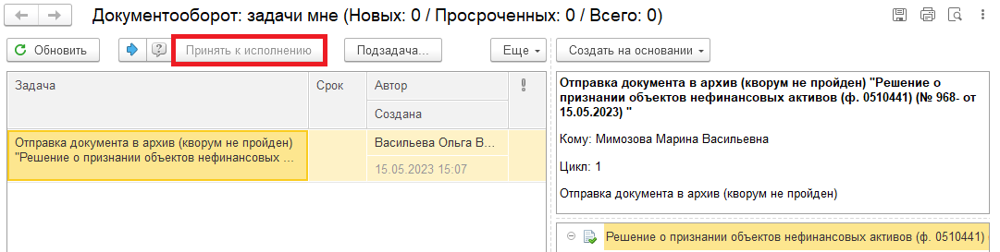 Документооборот: задачи мне (Новых: 0 / Просроченных: 0 / Всего: 0)
Обновить
?
Принять к исполнению
Подзадача...
Еще
Создать на основании
Задача
Срок
Автор
!
Создана
Отправка документа в архив (кворум не пройден)
"Решение о признании объектов нефинансовых ...
Васильева Ольга В...
15.05.2023 15:07
Отправка документа в архив (кворум не пройден) "Решение о
признании объектов нефинансовых активов (ф. 0510441) (№ 968- от
15.05.2023) "
Кому: Мимозова Марина Васильевна
Цикл: 1
Отправка документа в архив (кворум не пройден)
Решение о признании объектов нефинансовых активов (ф. 0510441) (